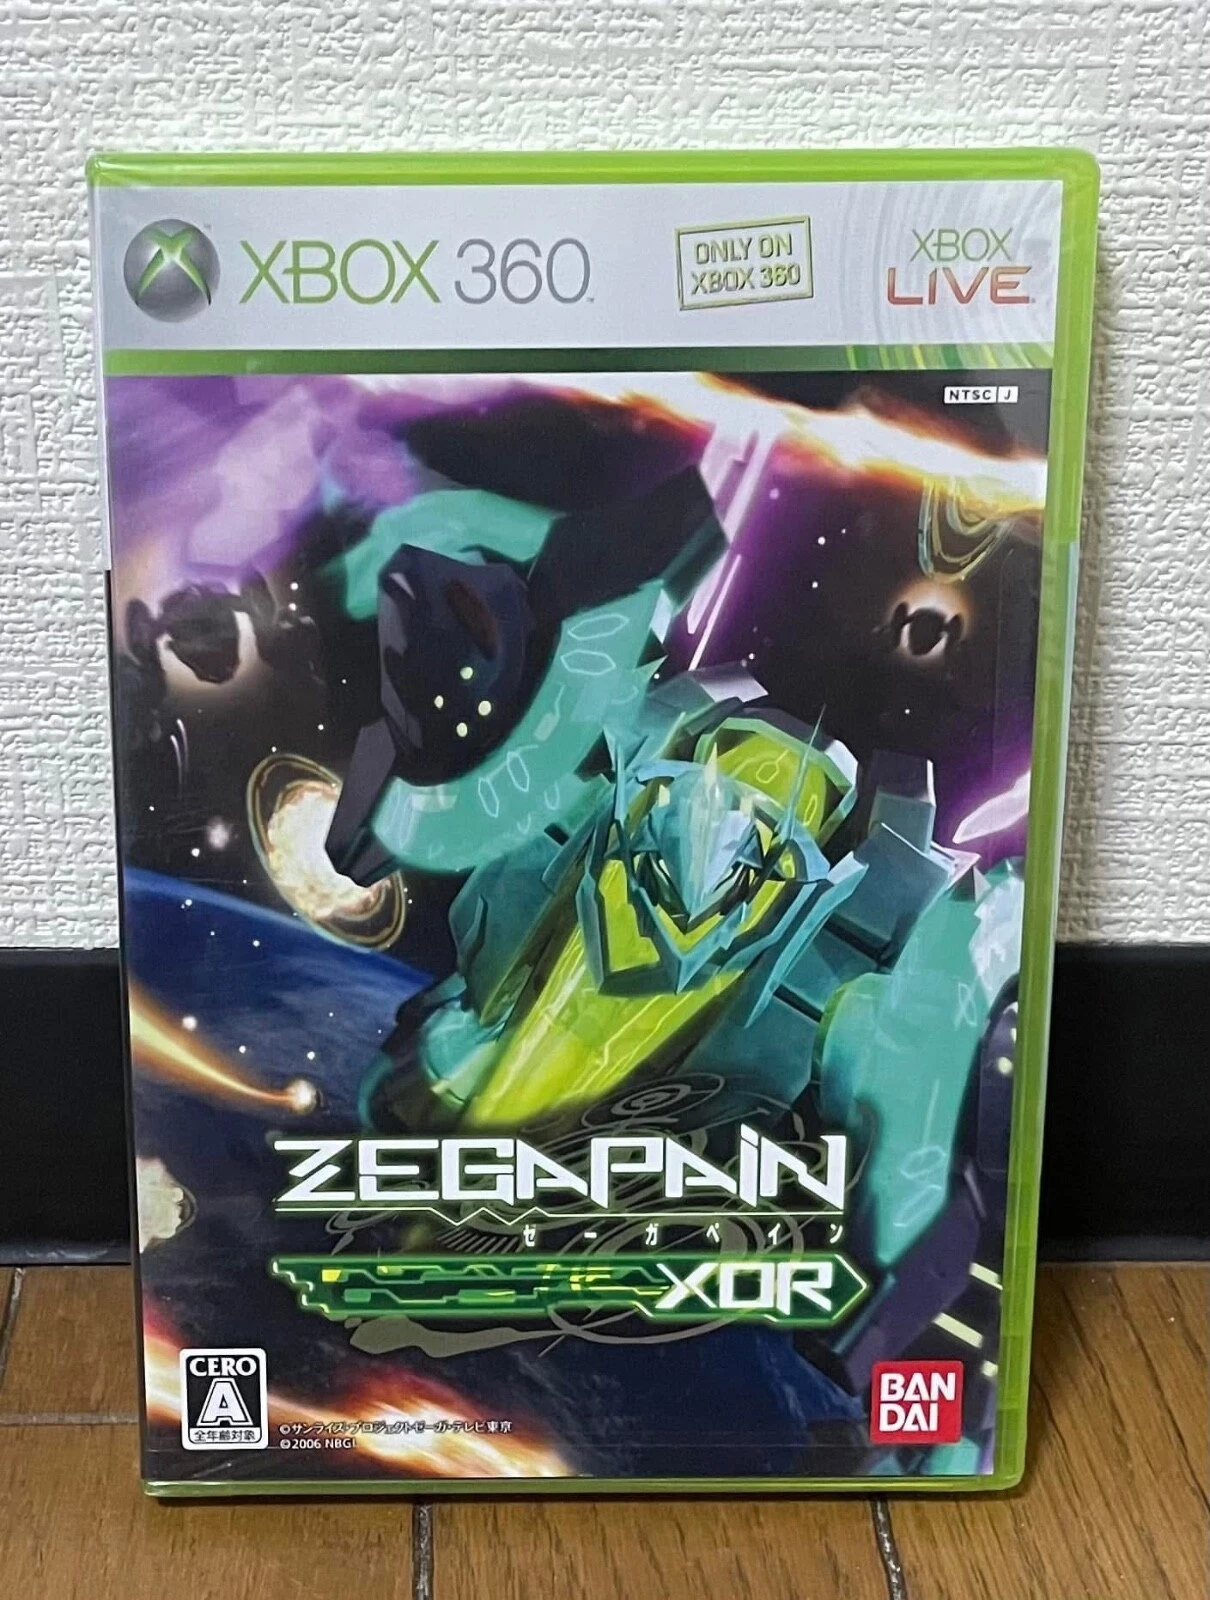 XBOX 360
ONLY ON
XBOX 360
XBOX
LIVE
NTSC J
ZEGAPAIN
ゼーガペイン
XOR
CERO
A
全年齢対象
©サンライズ・プロジェクトゼーガ・テレビ東京
©2006 NBGI
BAN
DAI